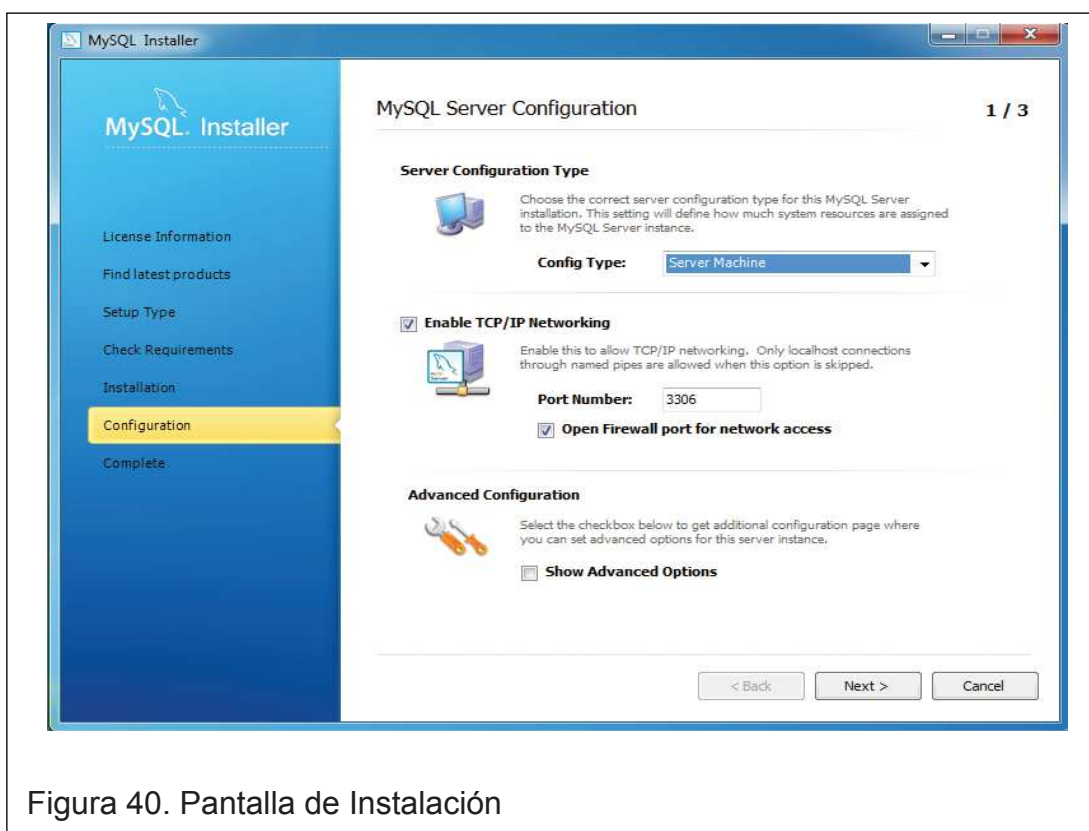 MySQL Installer
MySQL. Installer
License Information
Find latest products
Setup Type
Check Requirements
Installation
Configuration
Complete
MySQL Server Configuration
1 / 3
Server Configuration Type
Choose the correct server configuration type for this MySQL Server
installation. This setting will define how much system resources are assigned
to the MySQL Server instance.
Config Type: Server Machine
Enable TCP/IP Networking
Enable this to allow TCP/IP networking. Only localhost connections
through named pipes are allowed when this option is skipped.
Port Number: 3306
Open Firewall port for network access
Advanced Configuration
Select the checkbox below to get additional configuration page where
you can set advanced options for this server instance.
Show Advanced Options
< Back Next > Cancel
Figura 40. Pantalla de Instalación